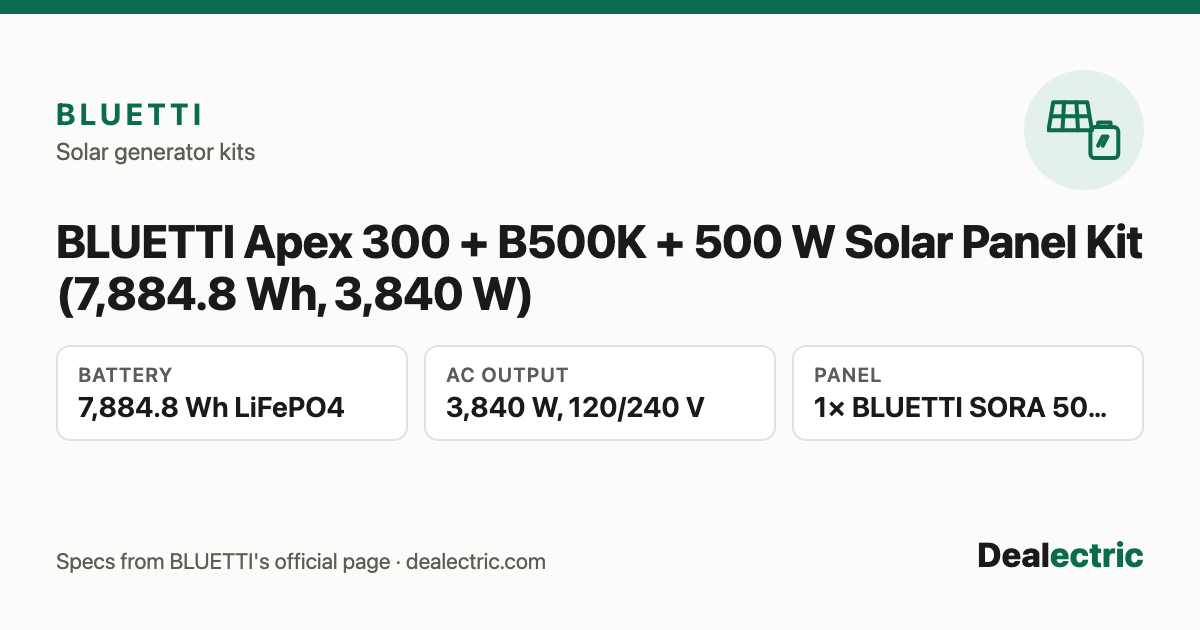 BLUETTI
Solar generator kits
BLUETTI Apex 300 + B500K + 500 W Solar Panel Kit
(7,884.8 Wh, 3,840 W)
BATTERY
7,884.8 Wh LiFePO4
AC OUTPUT
3,840 W, 120/240 V
PANEL
1× BLUETTI SORA 50...
Specs from BLUETTI's official page · dealectric.com
Dealectric